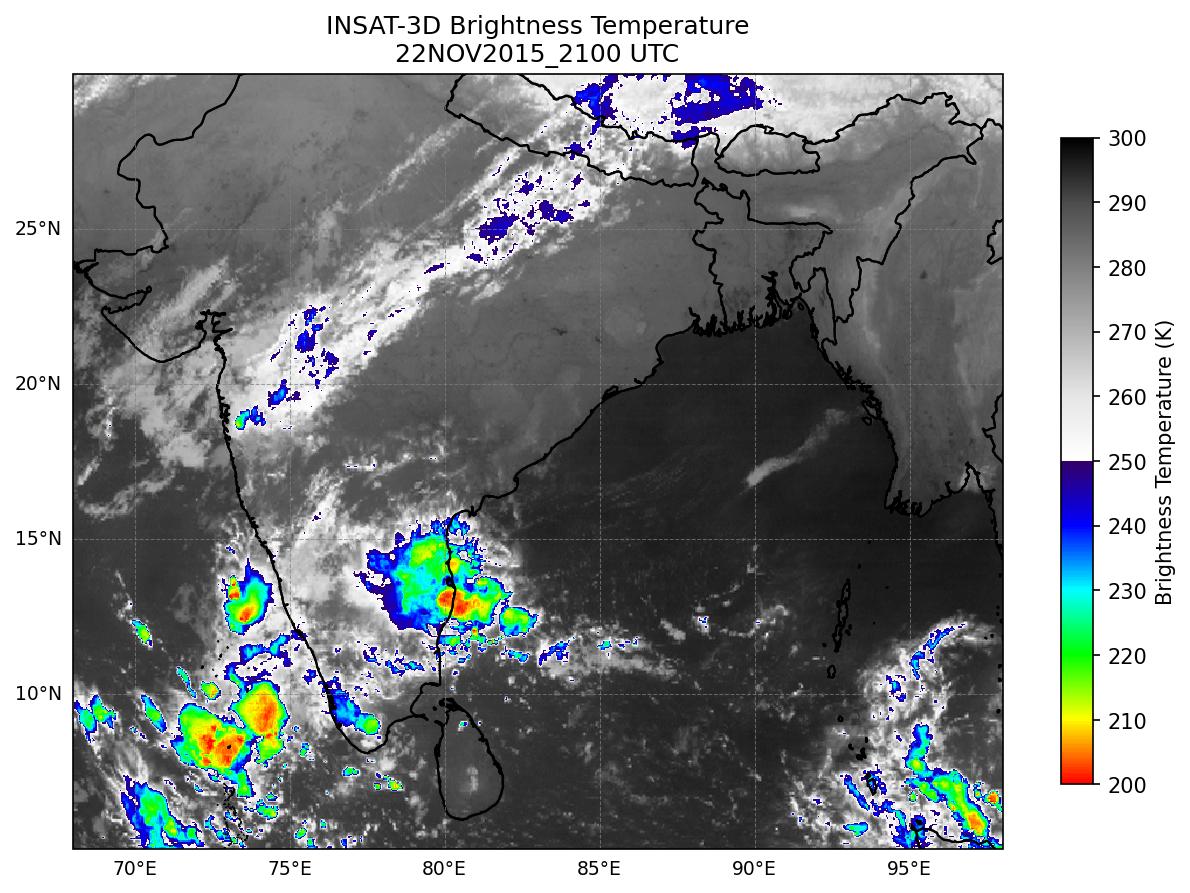 INSAT-3D Brightness Temperature
22NOV2015_2100 UTC
25°N
20°N
15°N
10°N
70°E
75°E
80°E
85°E
90°E
95°E
300
290
280
270
260
250
240
230
220
210
200
Brightness Temperature (K)